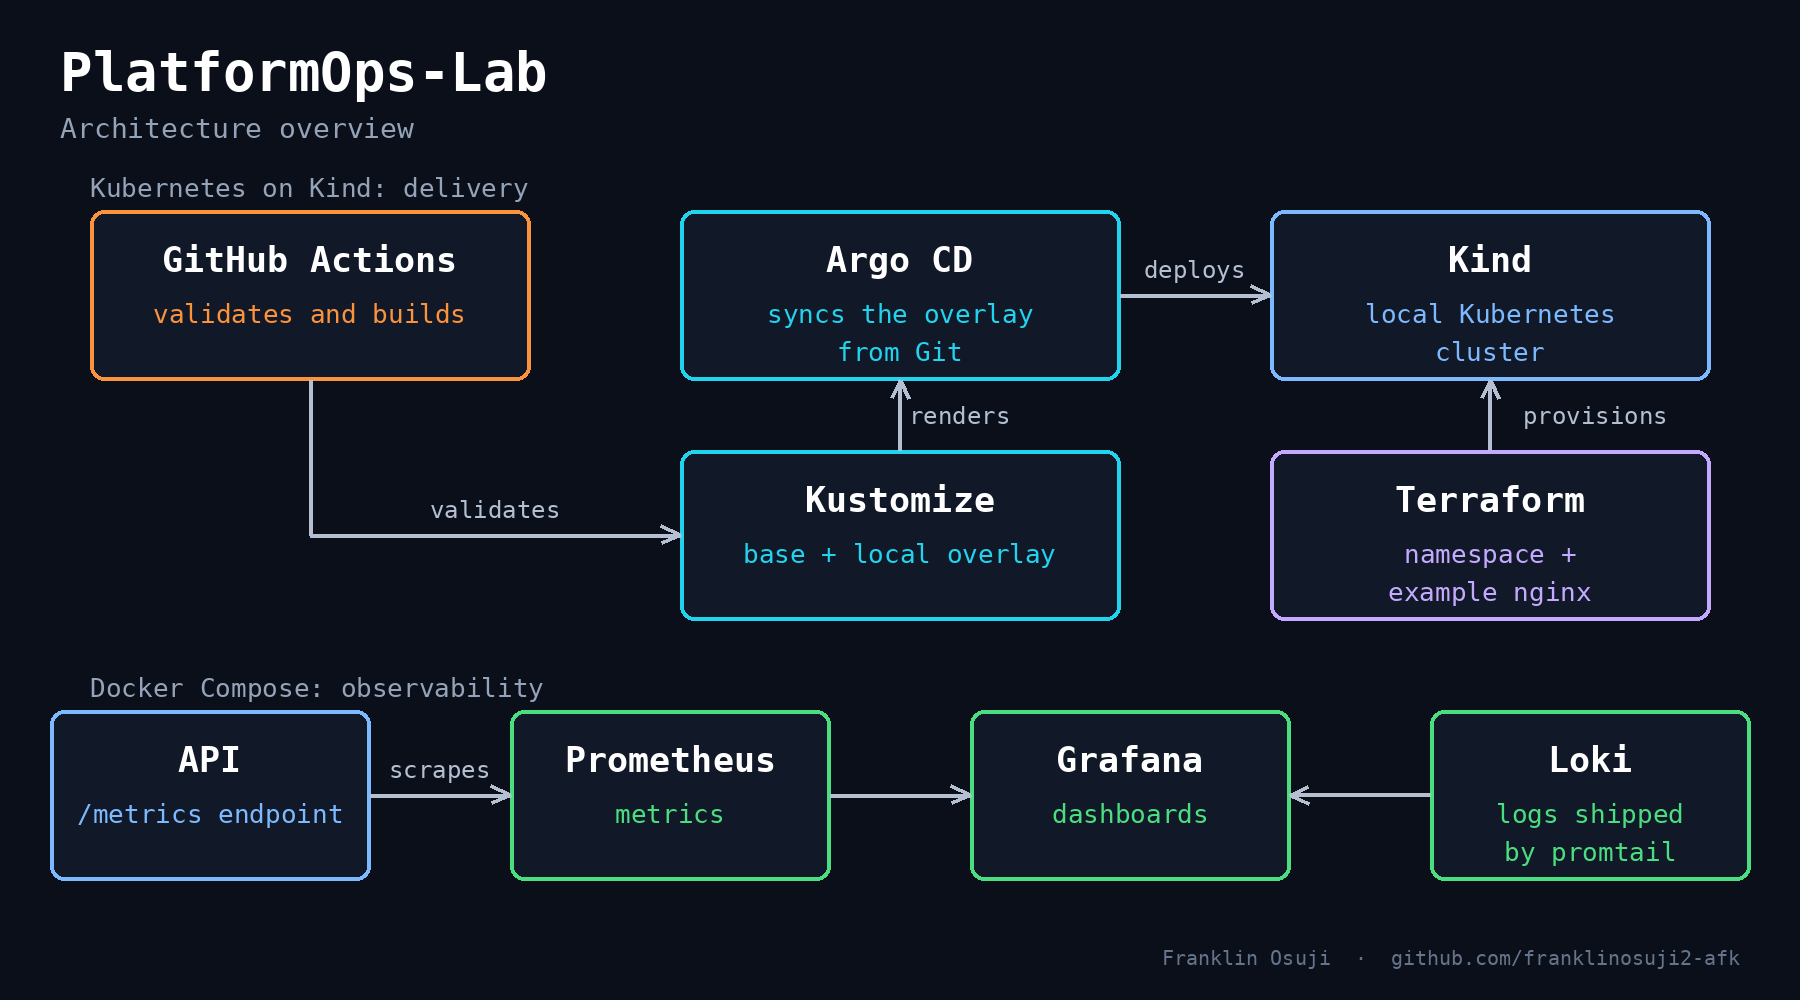 PlatformOps-Lab
Architecture overview
Kubernetes on Kind: delivery
GitHub Actions
validates and builds
Argo CD
syncs the overlay
from Git
deploys
Kind
local Kubernetes
cluster
renders
provisions
validates
Kustomize
base + local overlay
Terraform
namespace +
example nginx
Docker Compose: observability
API
/metrics endpoint
scrapes
Prometheus
metrics
Grafana
dashboards
Loki
logs shipped
by promtail
Franklin Osuji · github.com/franklinosuji2-afk